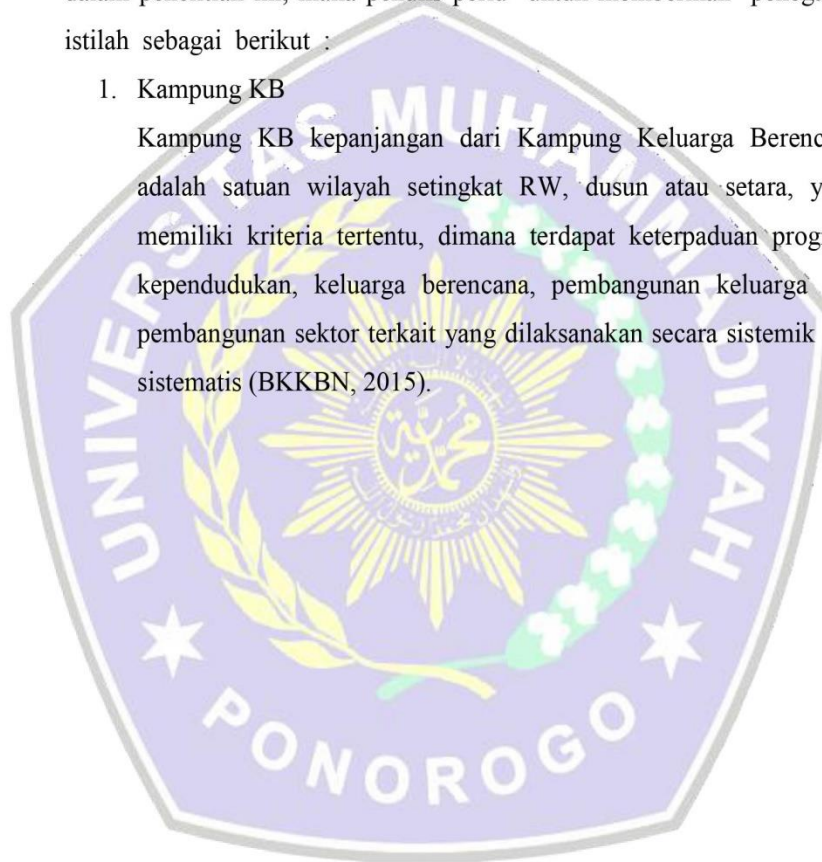 istilah sebagai berikut :
1. Kampung KB
Kampung KB kepanjangan dari Kampung Keluarga
adalah satuan wilayah setingkat RW, dusun atau setara,
memiliki kriteria tertentu, dimana terdapat keterpaduan
kependudukan, keluarga berencana, pembangunan keluarga
pembangunan sektor terkait yang dilaksanakan secara sistemik
sistematis (BKKBN, 2015).
UNIVERSITAS MUHAMMADIYAH
PONOROGO